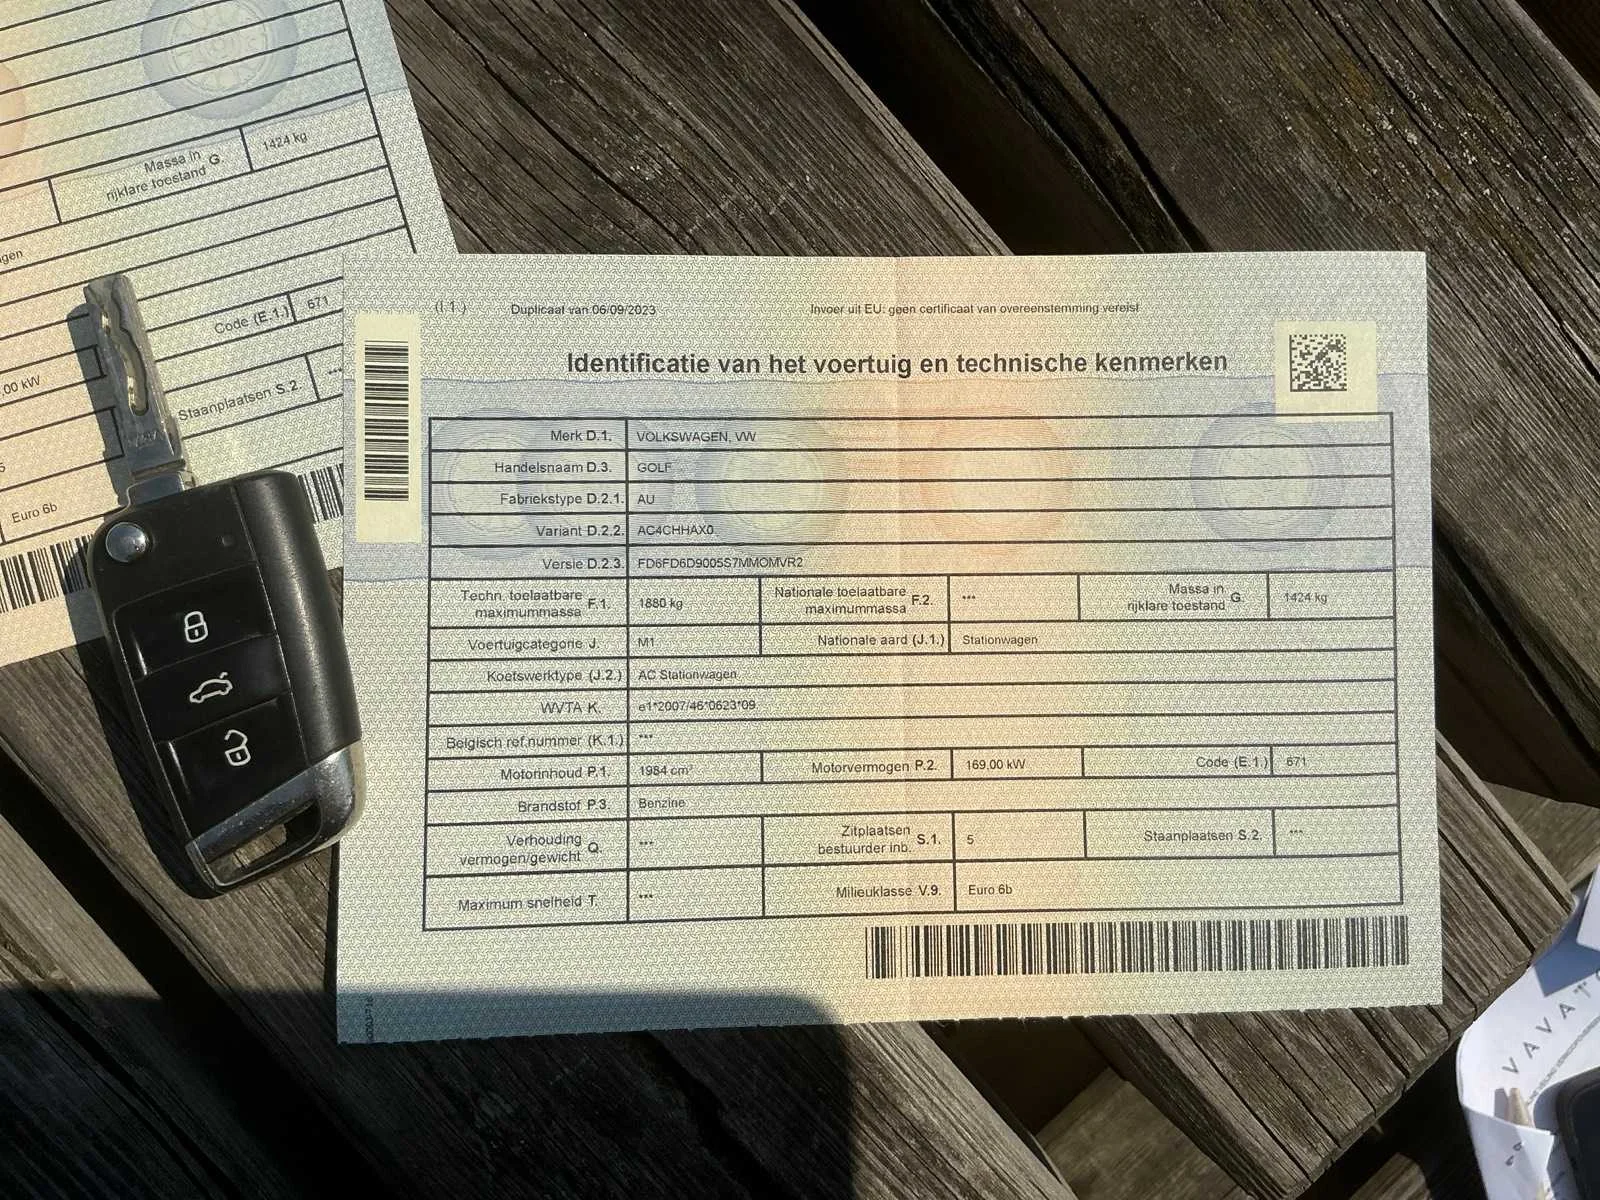 Massa in
rijklare toestand G. 1424 kg
Code (E.1.) 671
00 kW
Staanplaatsen S.2. ***
Euro 6b
(I.1.) Duplicaat van 06/09/2023 Invoer uit EU: geen certificaat van overeenstemming vereist
Identificatie van het voertuig en technische kenmerken
Merk D.1. VOLKSWAGEN, VW
Handelsnaam D.3. GOLF
Fabriekstype D.2.1. AU
Variant D.2.2. AC4CHHAX0
Versie D.2.3. FD6FD6D9005S7MMOMVR2
Techn. toelaatbare
maximummassa F.1. 1880 kg
Nationale toelaatbare
maximummassa F.2. ***
Massa in
rijklare toestand G. 1424 kg
Voertuigcategorie J. M1 Nationale aard (J.1.) Stationwagen
Koetswerktype (J.2.) AC Stationwagen
WVTA K. e1*2007/46*0623*09
Belgisch ref.nummer (K.1.) ***
Motorinhoud P.1. 1984 cm³ Motorvermogen P.2. 169.00 kW Code (E.1.) 671
Brandstof P.3. Benzine
Verhouding
vermogen/gewicht Q. ***
Zitplaatsen
bestuurder inb. S.1. 5
Staanplaatsen S.2. ***
Maximum snelheid T. *** Milieuklasse V.9. Euro 6b